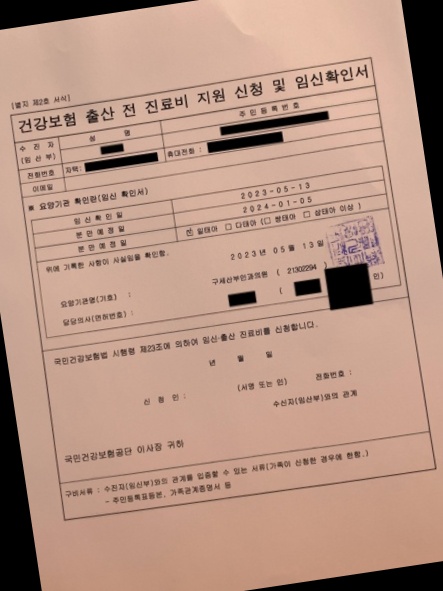 [별지 제2호 서식]
건강보험 출산 전 진료비 지원 신청 및 임신확인서
수 진 자
(임 산 부)
성 명
주 민 등 록 번 호
전화번호
자택:
휴대전화 :
이메일
■ 요양기관 확인란(임신 확인서)
임 신 확 인 일
2023-05-13
분 만 예 정 일
2024-01-05
분 만 예 정 일
☑ 일태아 □ 다태아 (□ 쌍태아 □ 삼태아 이상 )
위에 기록한 사항이 사실임을 확인함.
2023년 05월 13일
요양기관명(기호) :
구세산부인과의원 ( 21302294 )
담당의사(면허번호) :
( 인)
국민건강보험법 시행령 제23조에 의하여 임신·출산 진료비를 신청합니다.
년 월 일
신 청 인 :
(서명 또는 인)
전화번호 :
수신자(임산부)와의 관계
국민건강보험공단 이사장 귀하
구비서류 : 수진자(임산부)와의 관계를 입증할 수 있는 서류(가족이 신청한 경우에 한함.)
- 주민등록표등본, 가족관계증명서 등